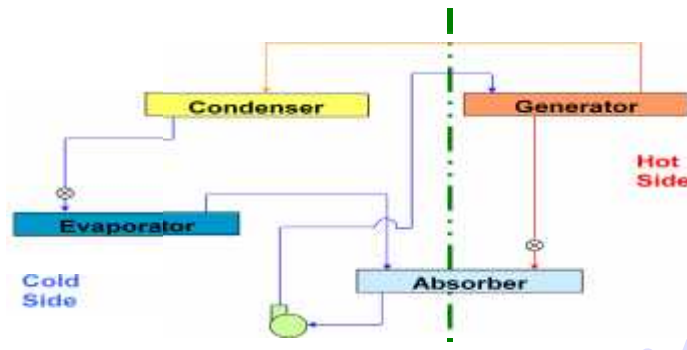 Condenser
Generator
Hot
Side
Evaporator
Cold
Side
Absorber